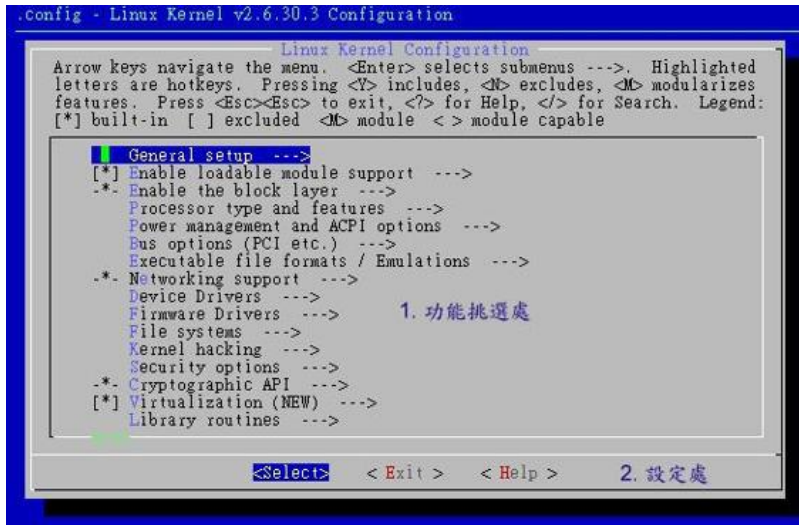 .config - Linux Kernel v2.6.30.3 Configuration
Linux Kernel Configuration
Arrow keys navigate the menu. <Enter> selects submenus --->. Highlighted
letters are hotkeys. Pressing <Y> includes, <N> excludes, <M> modularizes
features. Press <Esc><Esc> to exit, <?> for Help, </> for Search. Legend:
[*] built-in [ ] excluded <M> module < > module capable
General setup --->
[*] Enable loadable module support --->
-*- Enable the block layer --->
Processor type and features --->
Power management and ACPI options --->
Bus options (PCI etc.) --->
Executable file formats / Emulations --->
-*- Networking support --->
Device Drivers --->
Firmware Drivers --->
1. 功能挑選處
File systems --->
Kernel hacking --->
Security options --->
-*- Cryptographic API --->
[*] Virtualization (NEW) --->
Library routines --->
<Select> < Exit > < Help >
2. 設定處